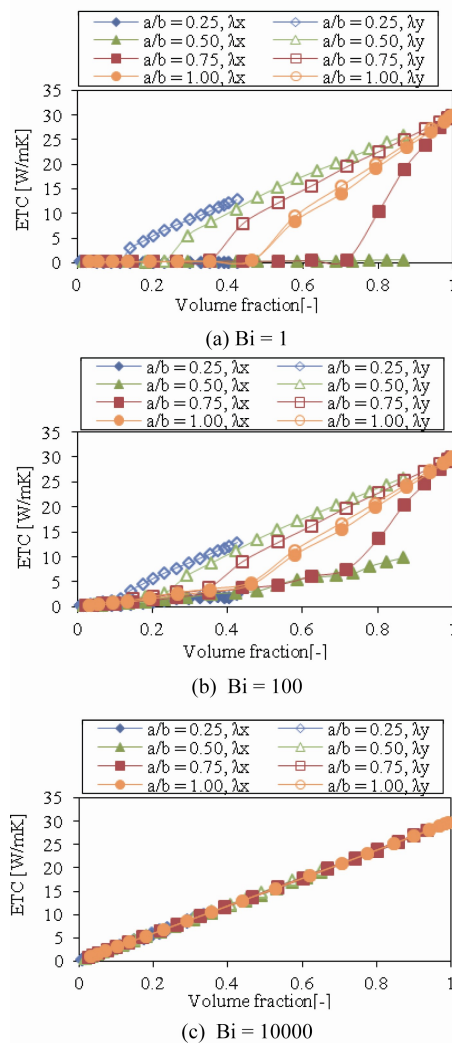 a/b = 0.25, λx a/b = 0.25, λy
a/b = 0.50, λx a/b = 0.50, λy
a/b = 0.75, λx a/b = 0.75, λy
a/b = 1.00, λx a/b = 1.00, λy
ETC [W/mK]
35
30
25
20
15
10
5
0
0 0.2 0.4 0.6 0.8 1
Volume fraction[-]
(a) Bi = 1
a/b = 0.25, λx a/b = 0.25, λy
a/b = 0.50, λx a/b = 0.50, λy
a/b = 0.75, λx a/b = 0.75, λy
a/b = 1.00, λx a/b = 1.00, λy
ETC [W/mK]
35
30
25
20
15
10
5
0
0 0.2 0.4 0.6 0.8 1
Volume fraction[-]
(b) Bi = 100
a/b = 0.25, λx a/b = 0.25, λy
a/b = 0.50, λx a/b = 0.50, λy
a/b = 0.75, λx a/b = 0.75, λy
a/b = 1.00, λx a/b = 1.00, λy
ETC [W/mK]
35
30
25
20
15
10
5
0
0 0.2 0.4 0.6 0.8 1
Volume fraction[-]
(c) Bi = 10000